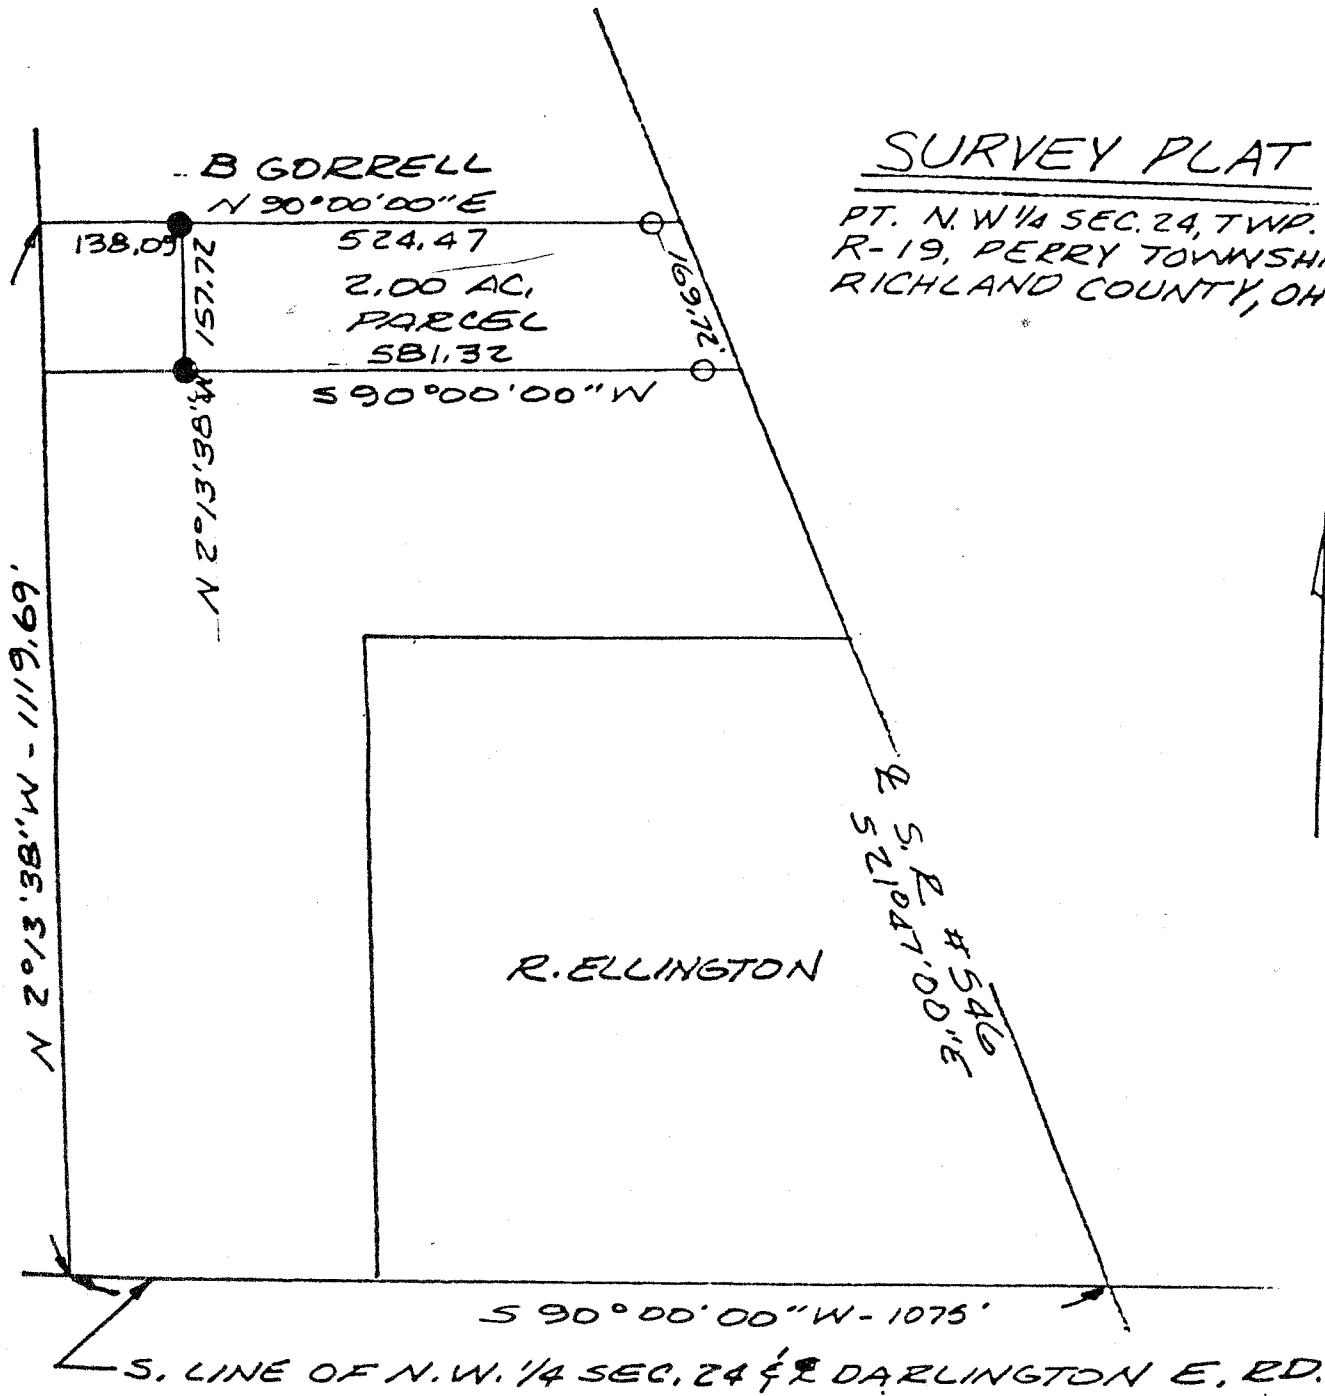 SURVEY PLAT
PT. N.W 1/4 SEC. 24, TWP.
R-19, PERRY TOWNSHI
RICHLAND COUNTY, OH
B GORRELL
N 90°00'00"E
138.09
524.47
157.72
169.72'
2.00 AC.
PARCEL
581.32
S 90°00'00"W
N 2°13'38"W
N 2°13'38"W - 1119.69'
R. ELLINGTON
℄ S.R #546
S 21°47'00"E
S 90°00'00"W - 1075'
S. LINE OF N.W. 1/4 SEC. 24 & ℄ DARLINGTON E. RD.